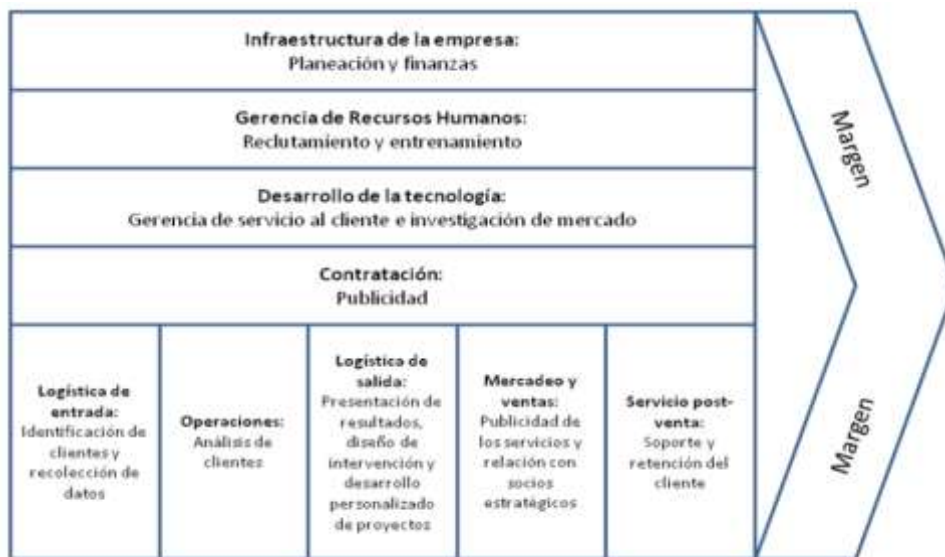 Infraestructura de la empresa:
Planeación y finanzas
Gerencia de Recursos Humanos:
Reclutamiento y entrenamiento
Desarrollo de la tecnología:
Gerencia de servicio al cliente e investigación de mercado
Contratación:
Publicidad
Logística de
entrada:
Identificación de
clientes y
recolección de
datos
Operaciones:
Análisis de
clientes
Logística de
salida:
Presentación de
resultados,
diseño de
intervención y
desarrollo
personalizado
de proyectos
Mercadeo y
ventas:
Publicidad de
los servicios y
relación con
socios
estratégicos
Servicio post-
venta:
Soporte y
retención del
cliente
Margen
Margen